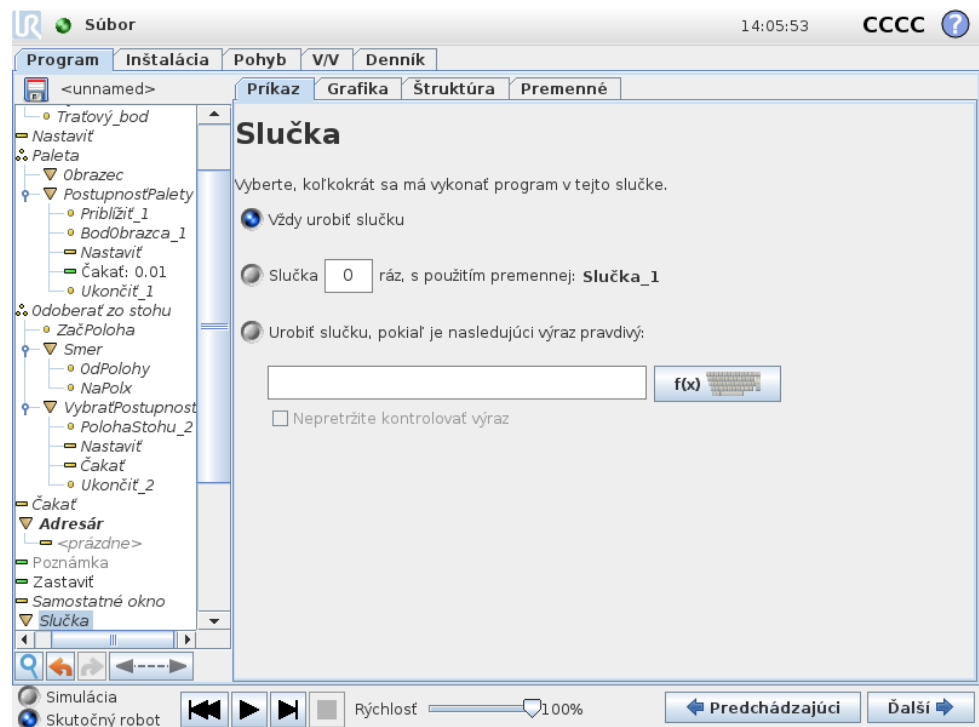 UR Súbor 14:05:53 CCCC ?
Program Inštalácia Pohyb V/V Denník
<unnamed>
Príkaz Grafika Štruktúra Premenné
Traťový_bod
Nastaviť
Paleta
Obrazec
PostupnosťPalety
Priblížiť_1
BodObrazca_1
Nastaviť
Čakať: 0.01
Ukončiť_1
Odoberať zo stohu
ZačPoloha
Smer
OdPolohy
NaPolx
VybraťPostupnost
PolohaStohu_2
Nastaviť
Čakať
Ukončiť_2
Čakať
Adresár
<prázdne>
Poznámka
Zastaviť
Samostatné okno
Slučka
Slučka
Vyberte, koľkokrát sa má vykonať program v tejto slučke.
Vždy urobiť slučku
Slučka 0 ráz, s použitím premennej: Slučka_1
Urobiť slučku, pokiaľ je nasledujúci výraz pravdivý:
f(x)
Nepretržite kontrolovať výraz
Simulácia
Skutočný robot
Rýchlosť 100%
Predchádzajúci Ďalší